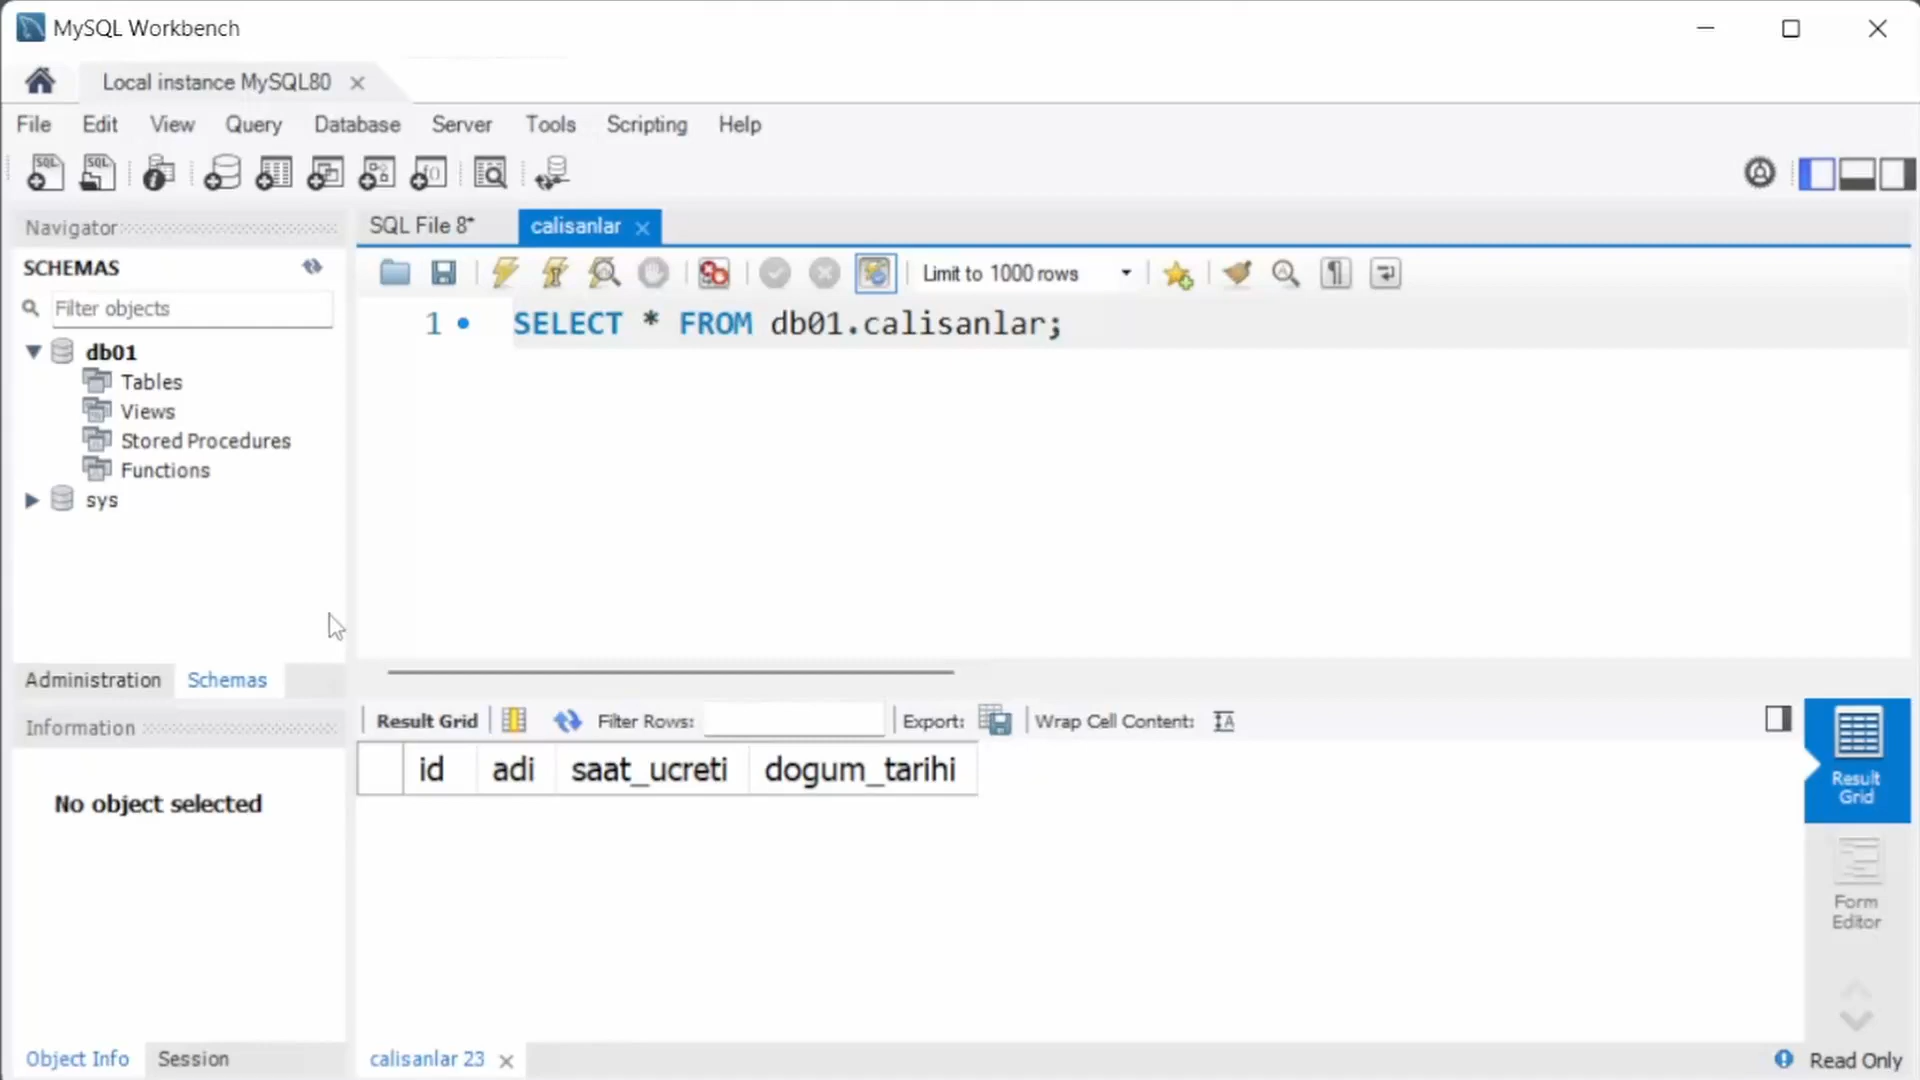 MySQL Workbench
Local instance MySQL80
File Edit View Query Database Server Tools Scripting Help
Navigator
SCHEMAS
Filter objects
db01
Tables
Views
Stored Procedures
Functions
sys
Administration Schemas
Information
No object selected
Object Info Session
SQL File 8* calisanlar
Limit to 1000 rows
1 SELECT * FROM db01.calisanlar;
Result Grid Filter Rows: Export: Wrap Cell Content:
id adi saat_ucreti dogum_tarihi
Result
Grid
Form
Editor
calisanlar 23
Read Only